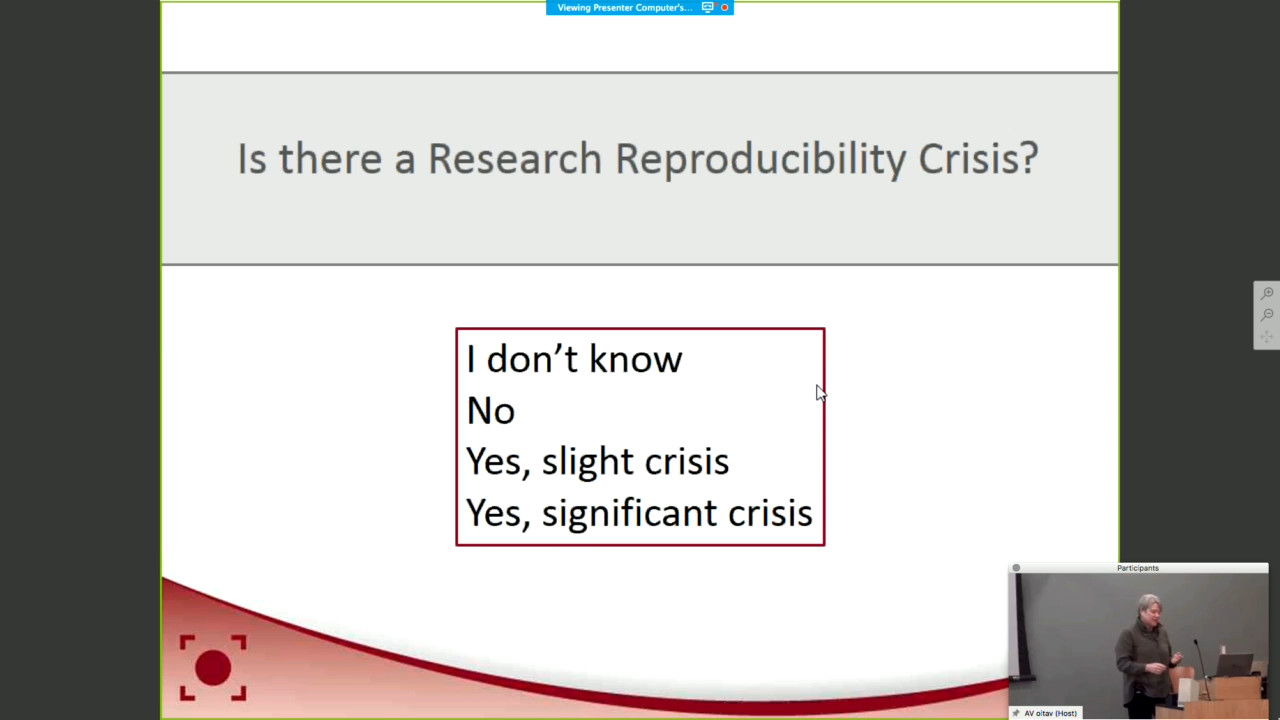 Viewing Presenter Computer's...
Is there a Research Reproducibility Crisis?
I don't know
No
Yes, slight crisis
Yes, significant crisis
Participants
AV oitav (Host)